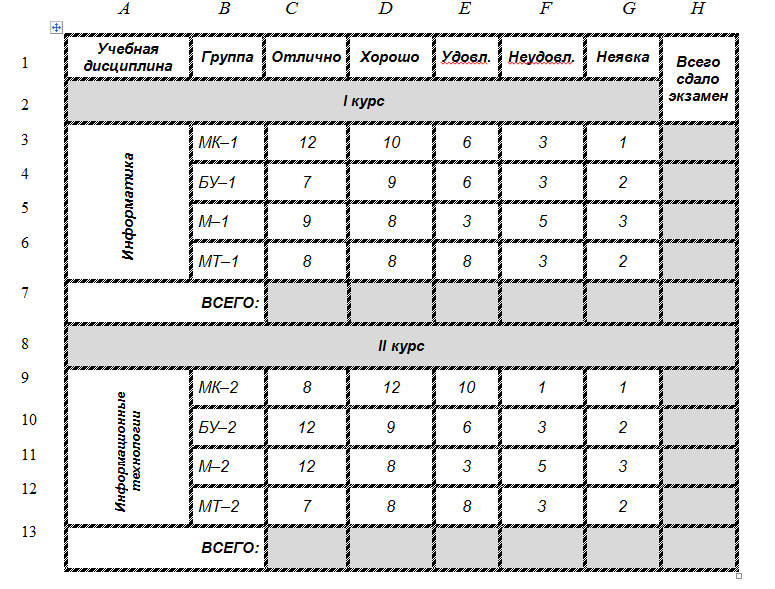 A B C D E F G H
1 Учебная дисциплина Группа Отлично Хорошо Удовл. Неудовл. Неявка Всего сдало экзамен
2 I курс
3 Информатика МК–1 12 10 6 3 1
4 БУ–1 7 9 6 3 2
5 М–1 9 8 3 5 3
6 МТ–1 8 8 8 3 2
7 ВСЕГО:
8 II курс
9 Информационные технологии МК–2 8 12 10 1 1
10 БУ–2 12 9 6 3 2
11 М–2 12 8 3 5 3
12 МТ–2 7 8 8 3 2
13 ВСЕГО: